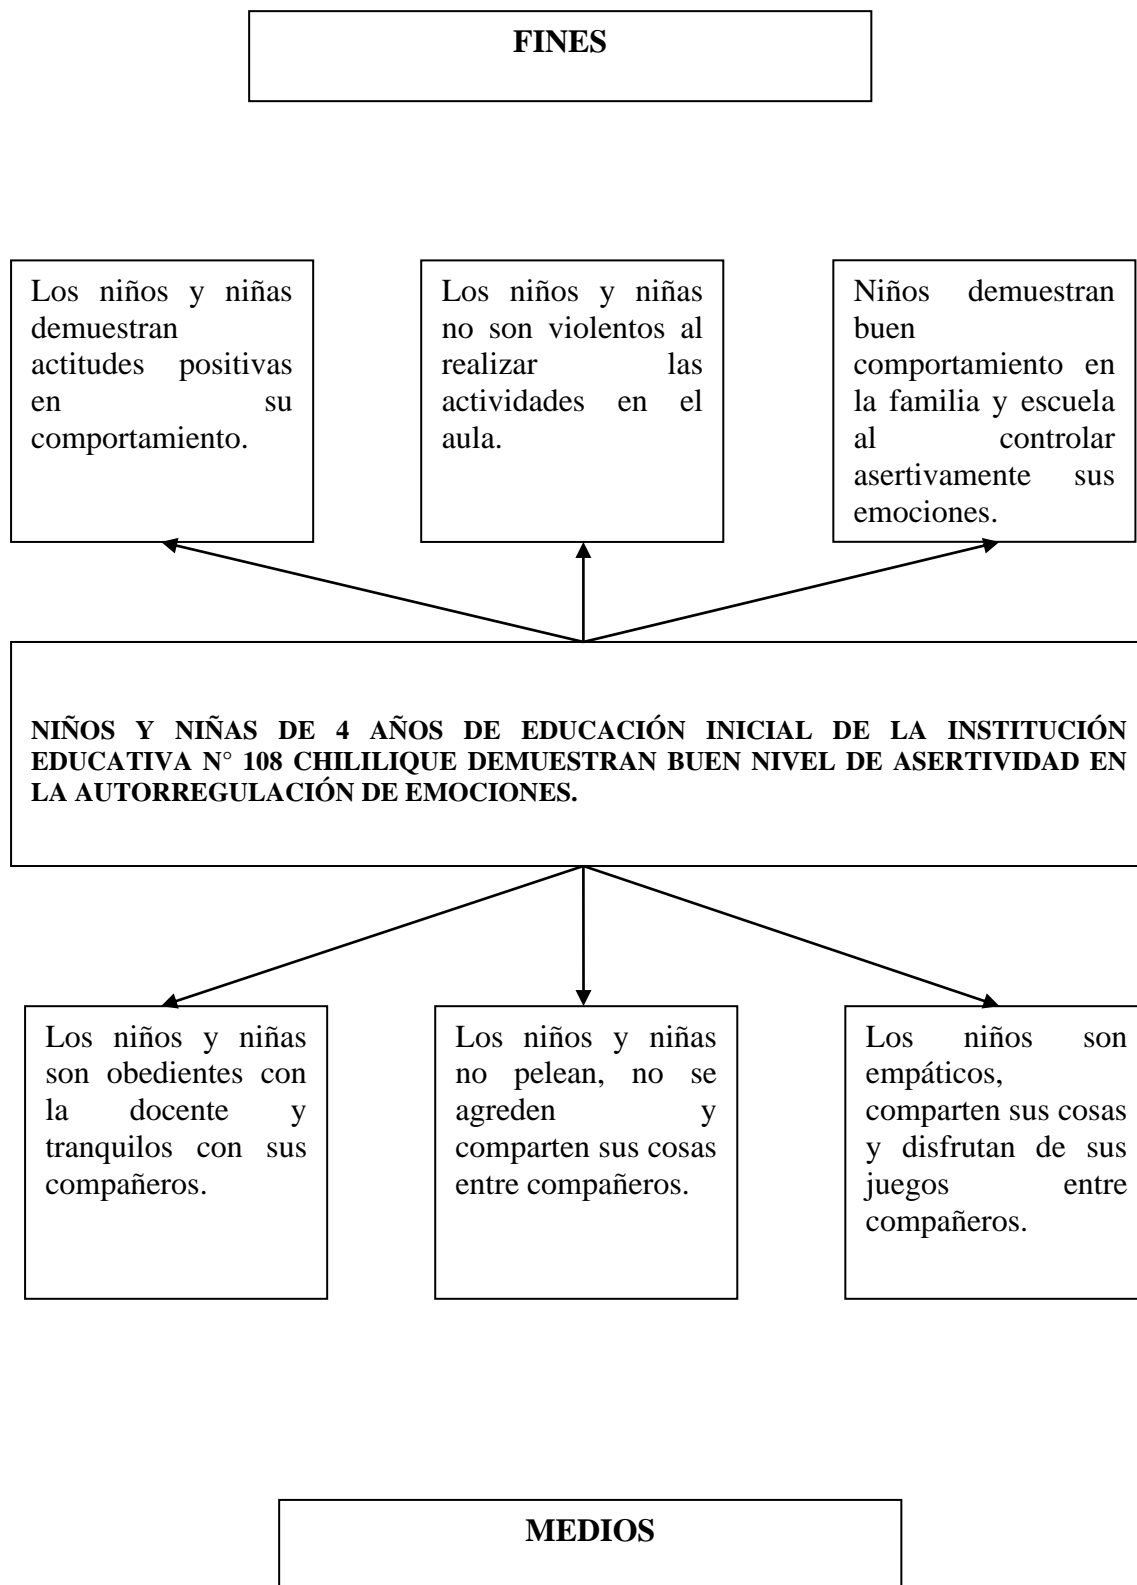 FINES
Los niños y niñas
demuestran
actitudes positivas
en su
comportamiento.
Los niños y niñas
no son violentos al
realizar las
actividades en el
aula.
Niños demuestran
buen
comportamiento en
la familia y escuela
al controlar
asertivamente sus
emociones.
NIÑOS Y NIÑAS DE 4 AÑOS DE EDUCACIÓN INICIAL DE LA INSTITUCIÓN
EDUCATIVA N° 108 CHILILIQUE DEMUESTRAN BUEN NIVEL DE ASERTIVIDAD EN
LA AUTORREGULACIÓN DE EMOCIONES.
Los niños y niñas
son obedientes con
la docente y
tranquilos con sus
compañeros.
Los niños y niñas
no pelean, no se
agreden y
comparten sus cosas
entre compañeros.
Los niños son
empáticos,
comparten sus cosas
y disfrutan de sus
juegos entre
compañeros.
MEDIOS